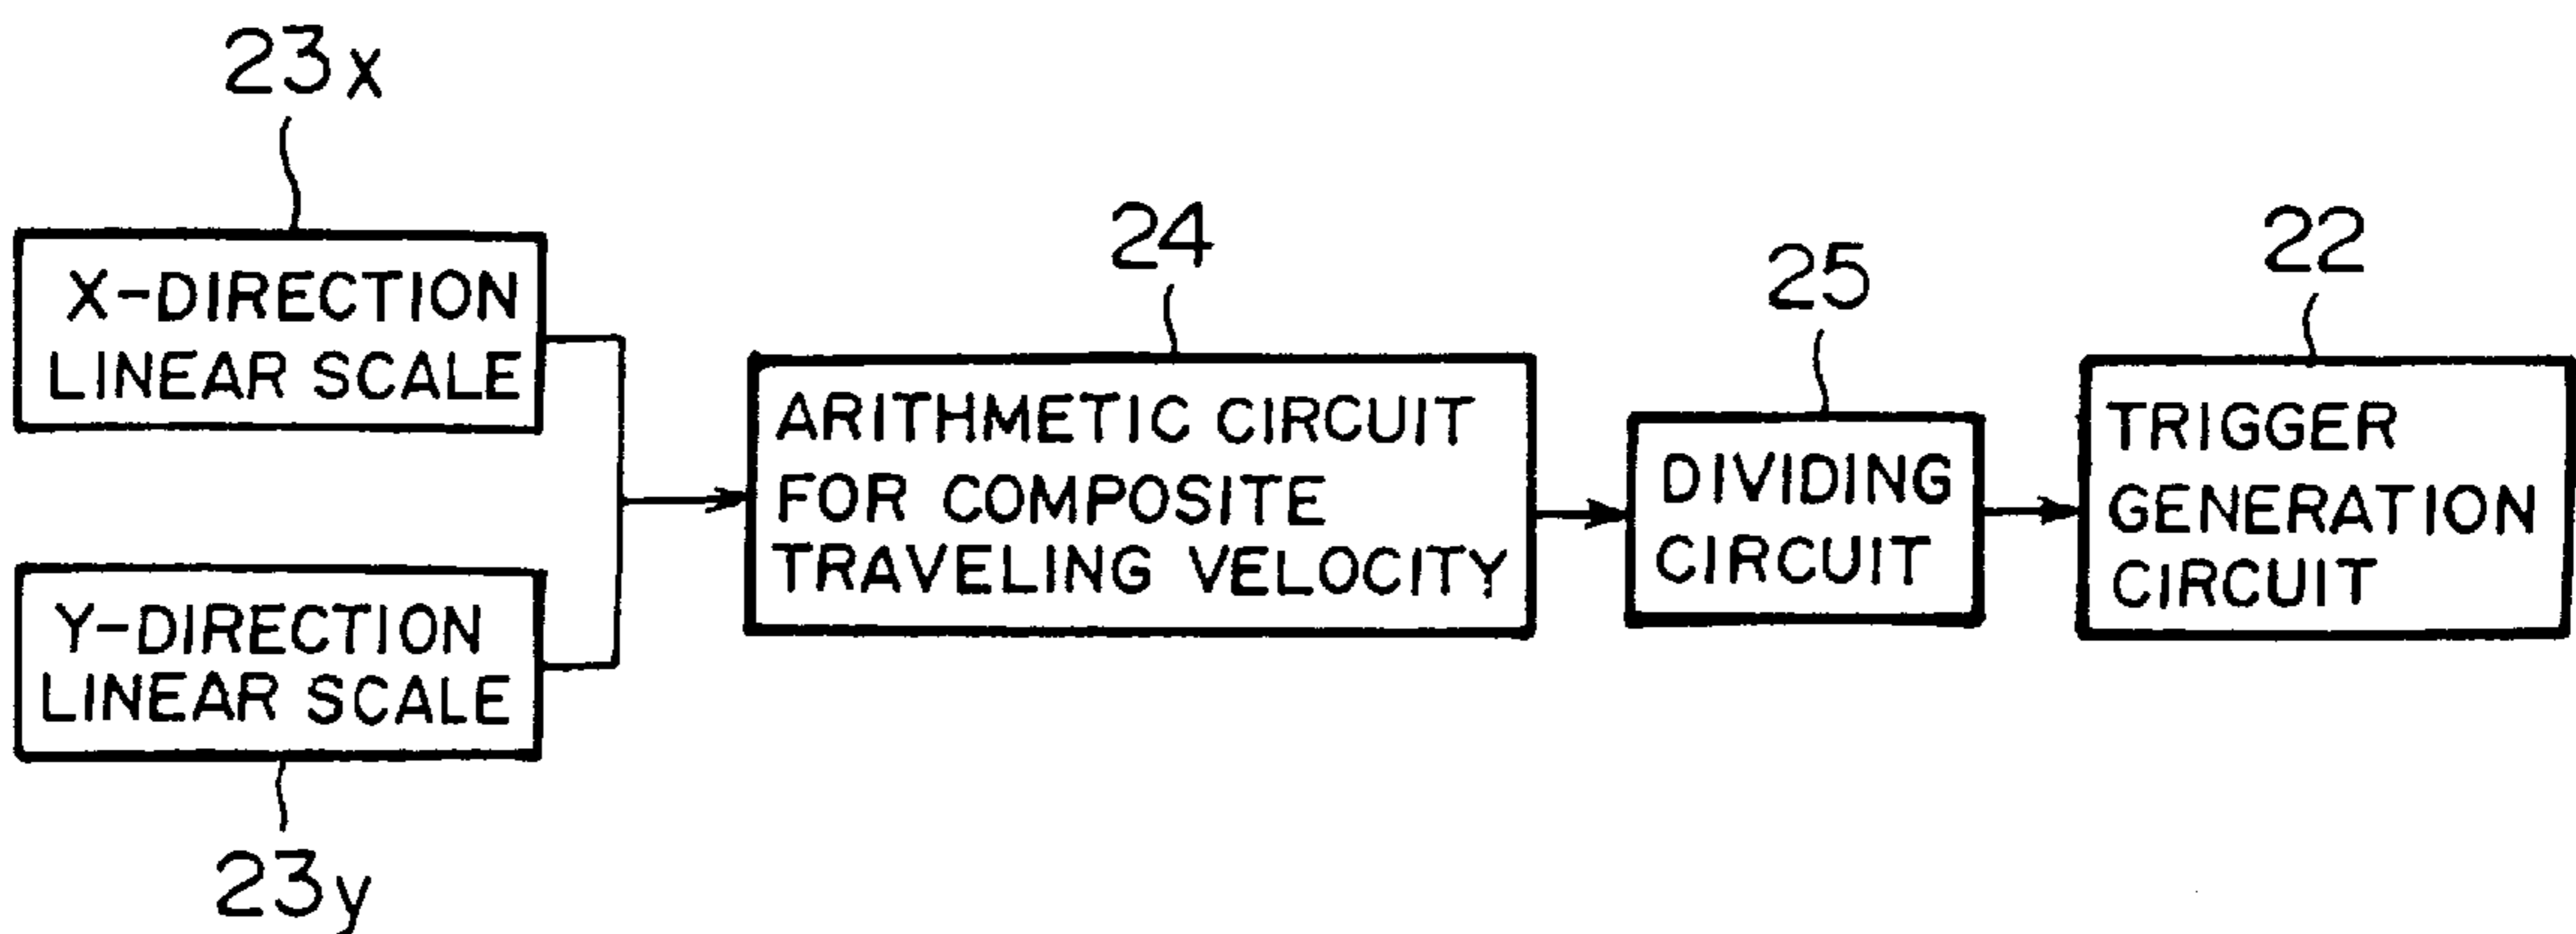 23x
X-DIRECTION
LINEAR SCALE
Y-DIRECTION
LINEAR SCALE
23y
24
ARITHMETIC CIRCUIT
FOR COMPOSITE
TRAVELING VELOCITY
25
DIVIDING
CIRCUIT
22
TRIGGER
GENERATION
CIRCUIT